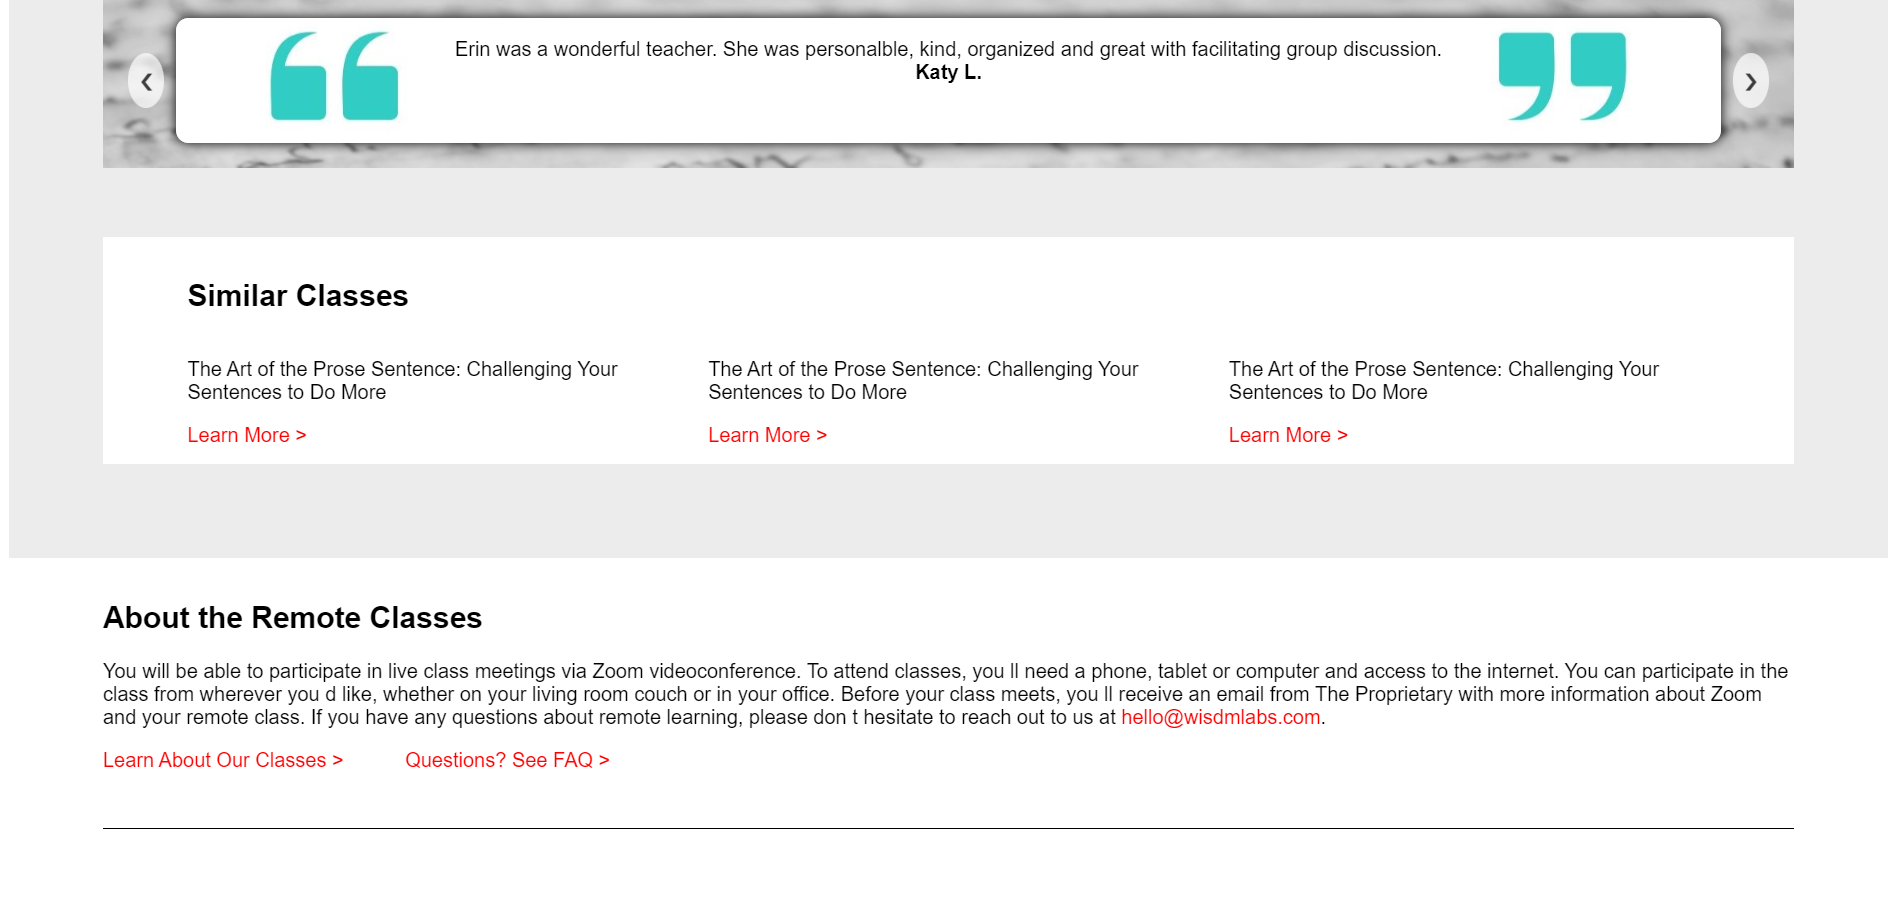 Erin was a wonderful teacher. She was personalble, kind, organized and great with facilitating group discussion.
Katy L.
Similar Classes
The Art of the Prose Sentence: Challenging Your
Sentences to Do More
Learn More >
The Art of the Prose Sentence: Challenging Your
Sentences to Do More
Learn More >
The Art of the Prose Sentence: Challenging Your
Sentences to Do More
Learn More >
About the Remote Classes
You will be able to participate in live class meetings via Zoom videoconference. To attend classes, you ll need a phone, tablet or computer and access to the internet. You can participate in the
class from wherever you d like, whether on your living room couch or in your office. Before your class meets, you ll receive an email from The Proprietary with more information about Zoom
and your remote class. If you have any questions about remote learning, please don t hesitate to reach out to us at hello@wisdmlabs.com.
Learn About Our Classes > Questions? See FAQ >